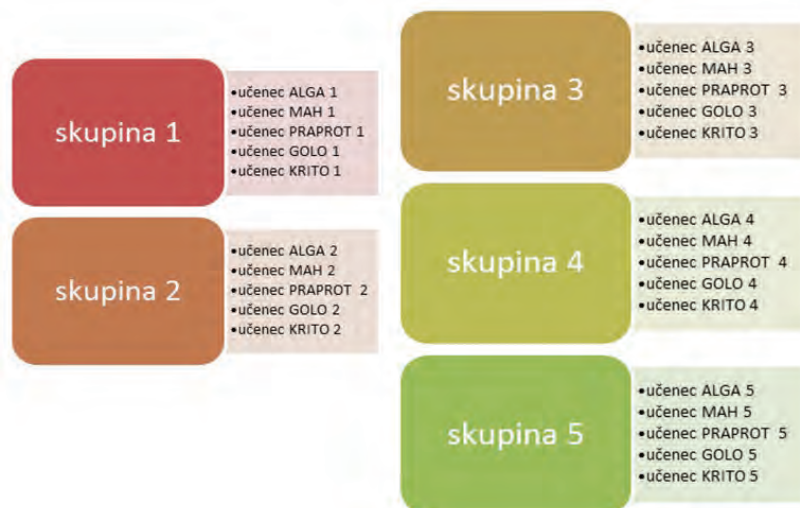 skupina 1
•učenec ALGA 1
•učenec MAH 1
•učenec PRAPROT 1
•učenec GOLO 1
•učenec KRITO 1
skupina 2
•učenec ALGA 2
•učenec MAH 2
•učenec PRAPROT 2
•učenec GOLO 2
•učenec KRITO 2
skupina 3
•učenec ALGA 3
•učenec MAH 3
•učenec PRAPROT 3
•učenec GOLO 3
•učenec KRITO 3
skupina 4
•učenec ALGA 4
•učenec MAH 4
•učenec PRAPROT 4
•učenec GOLO 4
•učenec KRITO 4
skupina 5
•učenec ALGA 5
•učenec MAH 5
•učenec PRAPROT 5
•učenec GOLO 5
•učenec KRITO 5